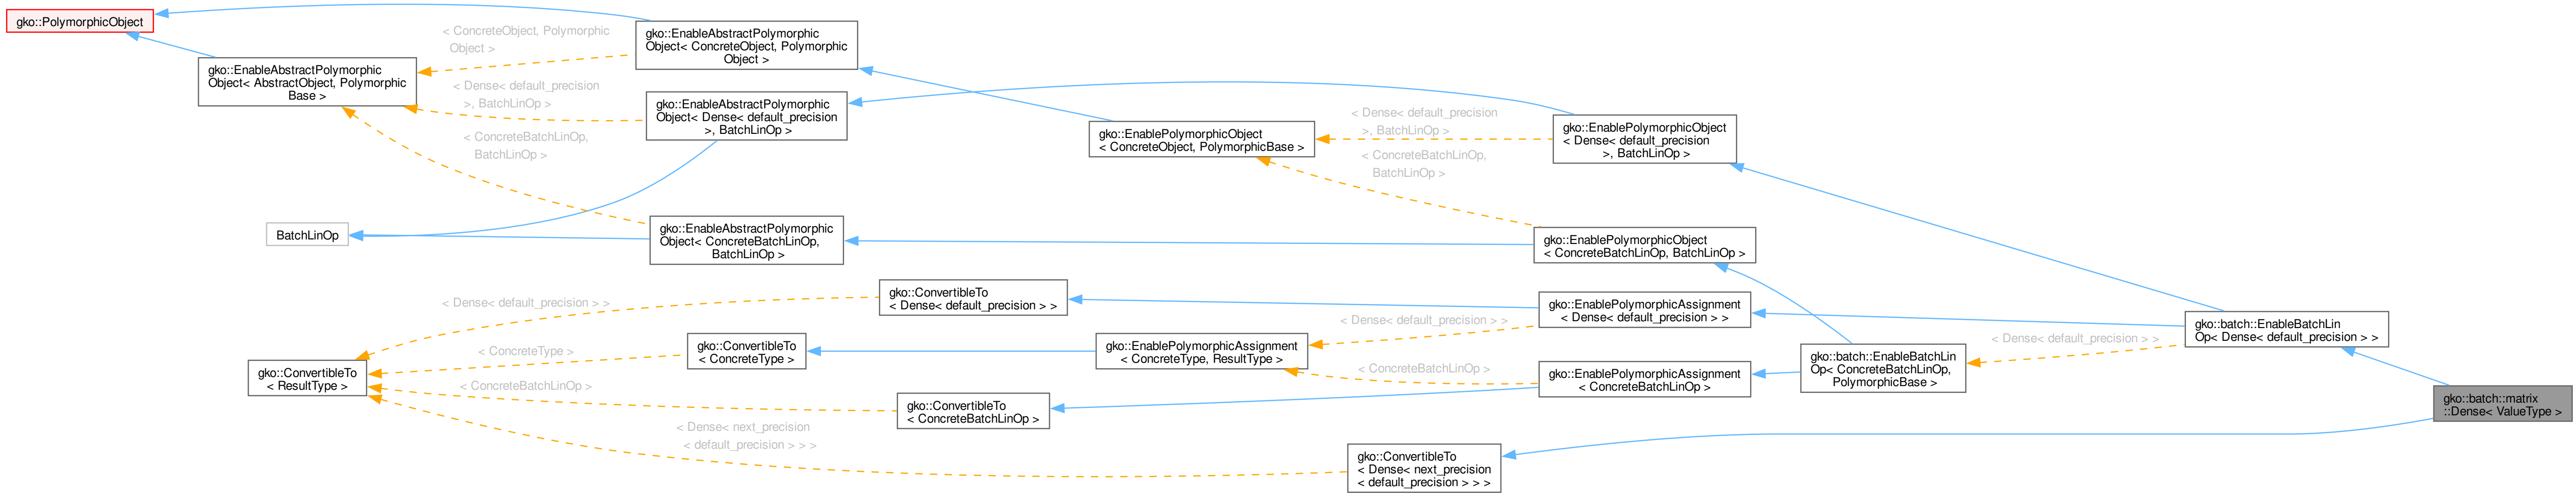 gko::PolymorphicObject
gko::EnableAbstractPolymorphic
Object< AbstractObject, Polymorphic
Base >
BatchLinOp
gko::ConvertibleTo
< ResultType >
< ConcreteObject, Polymorphic
Object >
< Dense< default_precision
>, BatchLinOp >
< ConcreteBatchLinOp,
BatchLinOp >
< Dense< default_precision > >
< ConcreteType >
< ConcreteBatchLinOp >
< Dense< next_precision
< default_precision > > >
gko::EnableAbstractPolymorphic
Object< ConcreteObject, Polymorphic
Object >
gko::EnableAbstractPolymorphic
Object< Dense< default_precision
>, BatchLinOp >
gko::EnableAbstractPolymorphic
Object< ConcreteBatchLinOp,
BatchLinOp >
gko::ConvertibleTo
< Dense< default_precision > >
gko::ConvertibleTo
< ConcreteType >
gko::ConvertibleTo
< ConcreteBatchLinOp >
gko::EnablePolymorphicObject
< ConcreteObject, PolymorphicBase >
gko::EnablePolymorphicAssignment
< ConcreteType, ResultType >
< Dense< default_precision
>, BatchLinOp >
< ConcreteBatchLinOp,
BatchLinOp >
< Dense< default_precision > >
< ConcreteBatchLinOp >
gko::ConvertibleTo
< Dense< next_precision
< default_precision > > >
gko::EnablePolymorphicObject
< Dense< default_precision
>, BatchLinOp >
gko::EnablePolymorphicObject
< ConcreteBatchLinOp, BatchLinOp >
gko::EnablePolymorphicAssignment
< Dense< default_precision > >
gko::EnablePolymorphicAssignment
< ConcreteBatchLinOp >
gko::batch::EnableBatchLin
Op< ConcreteBatchLinOp,
PolymorphicBase >
< Dense< default_precision > >
gko::batch::EnableBatchLin
Op< Dense< default_precision > >
gko::batch::matrix
::Dense< ValueType >